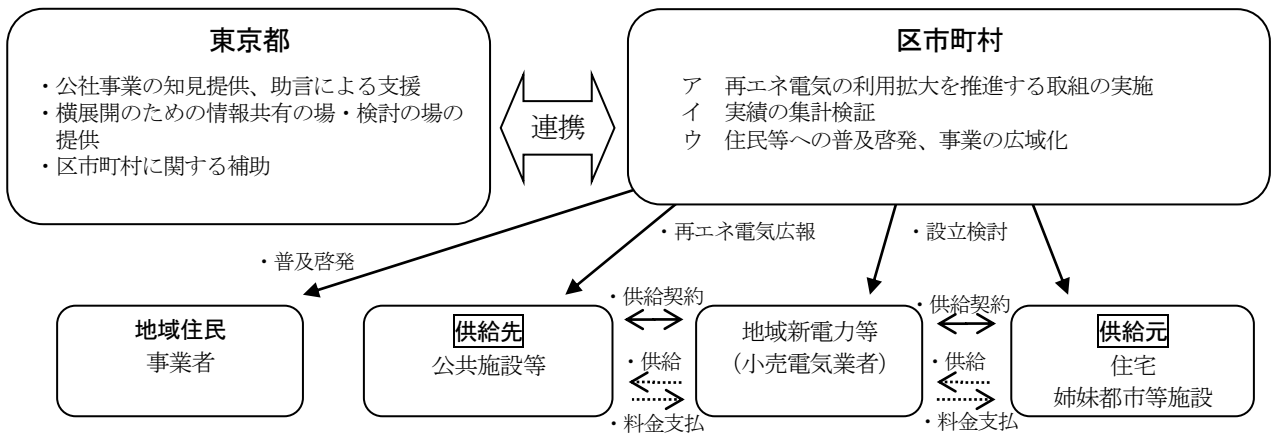 東京都
・公社事業の知見提供、助言による支援
・横展開のための情報共有の場・検討の場の
提供
・区市町村に関する補助
連携
区市町村
ア　再エネ電気の利用拡大を推進する取組の実施
イ　実績の集計検証
ウ　住民等への普及啓発、事業の広域化
・普及啓発
・再エネ電気広報
・設立検討
地域住民
事業者
供給先
公共施設等
・供給契約
・供給
・料金支払
地域新電力等
（小売電気業者）
・供給契約
・供給
・料金支払
供給元
住宅
姉妹都市等施設